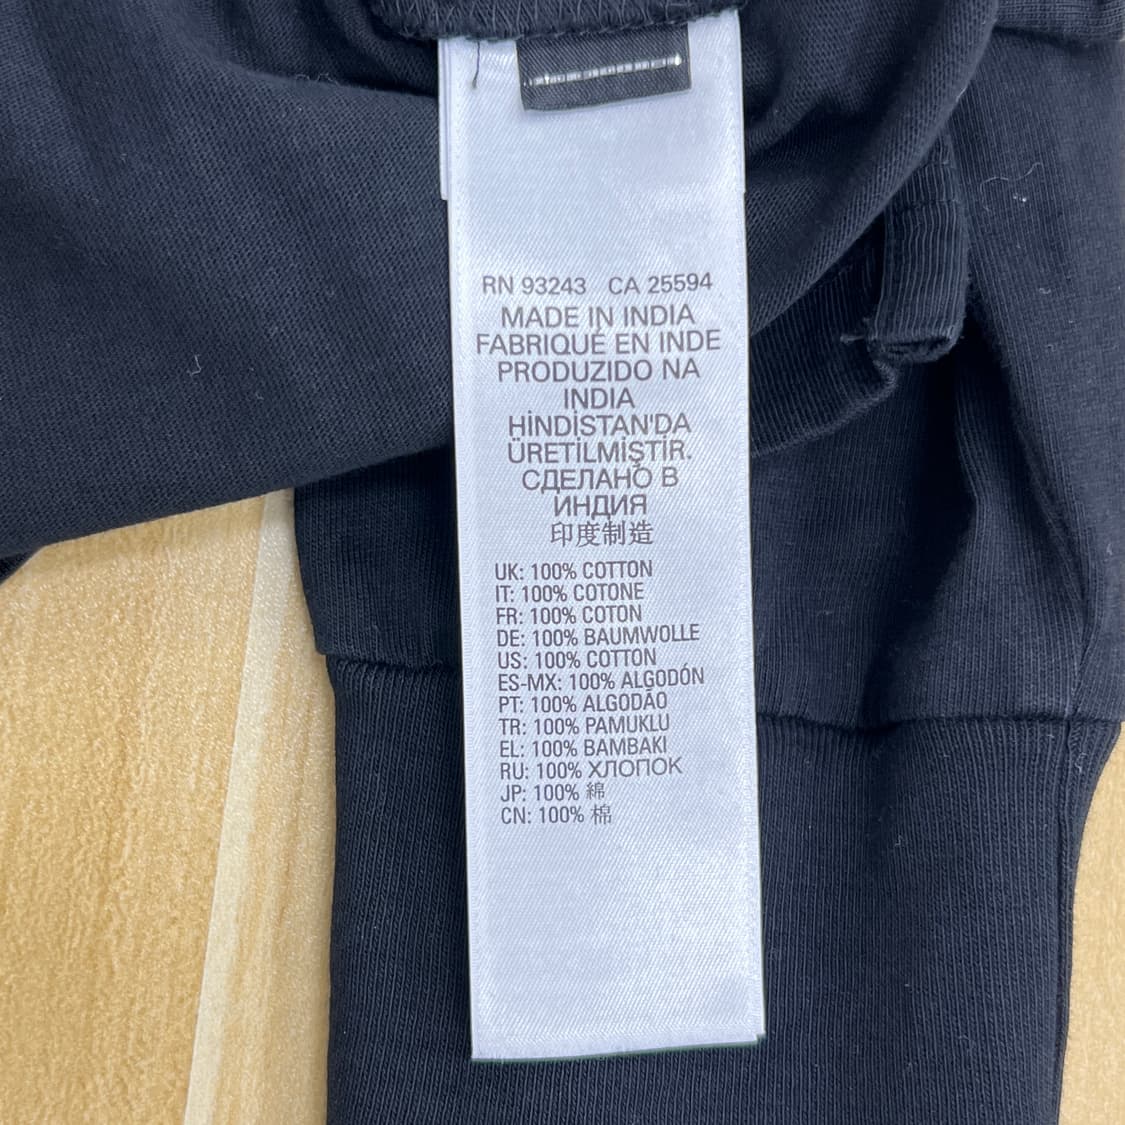 RN 93243 CA 25594
MADE IN INDIA
FABRIQUÉ EN INDE
PRODUZIDO NA
INDIA
HİNDİSTAN'DA
ÜRETİLMİŞTİR.
СДЕЛАНО В
ИНДИЯ
印度制造
UK: 100% COTTON
IT: 100% COTONE
FR: 100% COTON
DE: 100% BAUMWOLLE
US: 100% COTTON
ES-MX: 100% ALGODÓN
PT: 100% ALGODÃO
TR: 100% PAMUKLU
EL: 100% BAMBAKI
RU: 100% ХЛОПОК
JP: 100% 綿
CN: 100% 棉